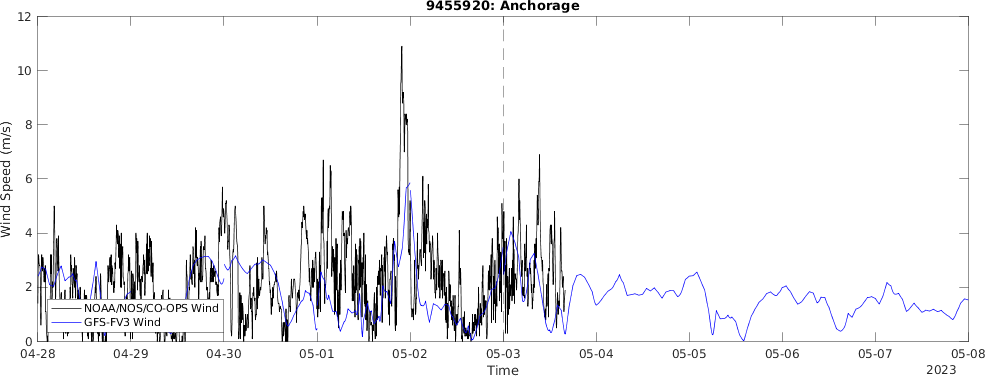 9455920: Anchorage
Wind Speed (m/s)
12
10
8
6
4
2
0
NOAA/NOS/CO-OPS Wind
GFS-FV3 Wind
04-28 04-29 04-30 05-01 05-02 05-03 05-04 05-05 05-06 05-07 05-08
Time
2023